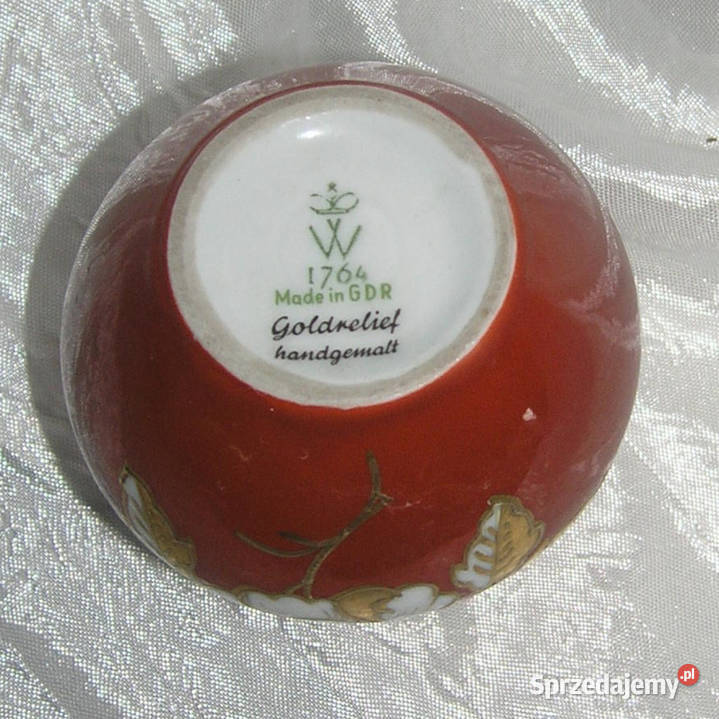 W
1764
Made in GDR
Goldrelief
handgemalt
Sprzedajemy.pl